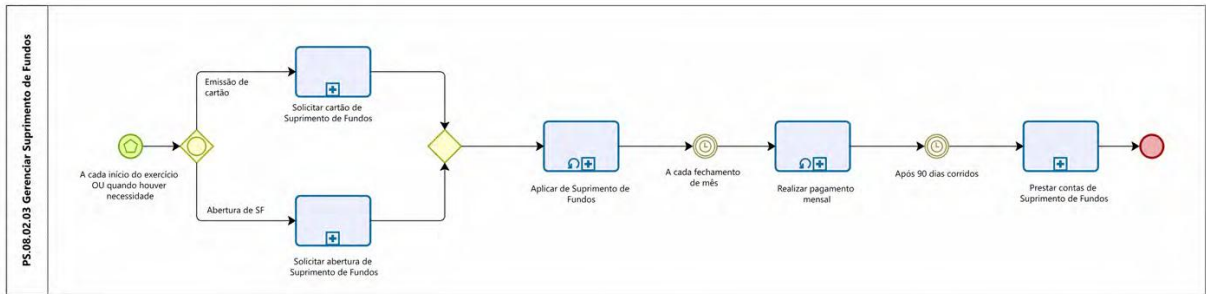 PS.08.02.03 Gerenciar Suprimento de Fundos
A cada início do exercício
OU quando houver
necessidade
Emissão de
cartão
Solicitar cartão de
Suprimento de Fundos
Abertura de SF
Solicitar abertura de
Suprimento de Fundos
Aplicar de Suprimento de
Fundos
A cada fechamento
de mês
Realizar pagamento
mensal
Após 90 dias corridos
Prestar contas de
Suprimento de Fundos